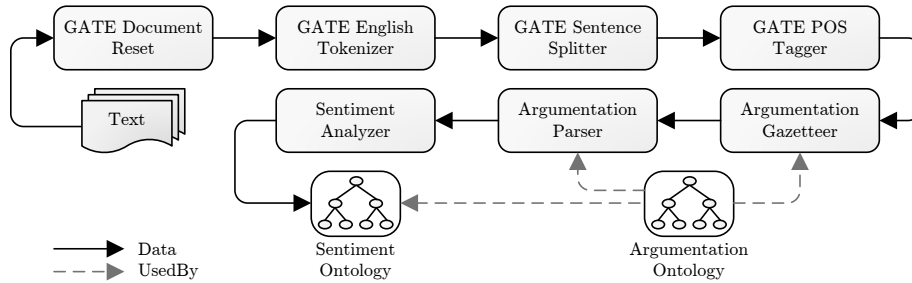 GATE Document
Reset
GATE English
Tokenizer
GATE Sentence
Splitter
GATE POS
Tagger
Text
Sentiment
Analyzer
Argumentation
Parser
Argumentation
Gazetteer
Sentiment
Ontology
Argumentation
Ontology
Data
UsedBy